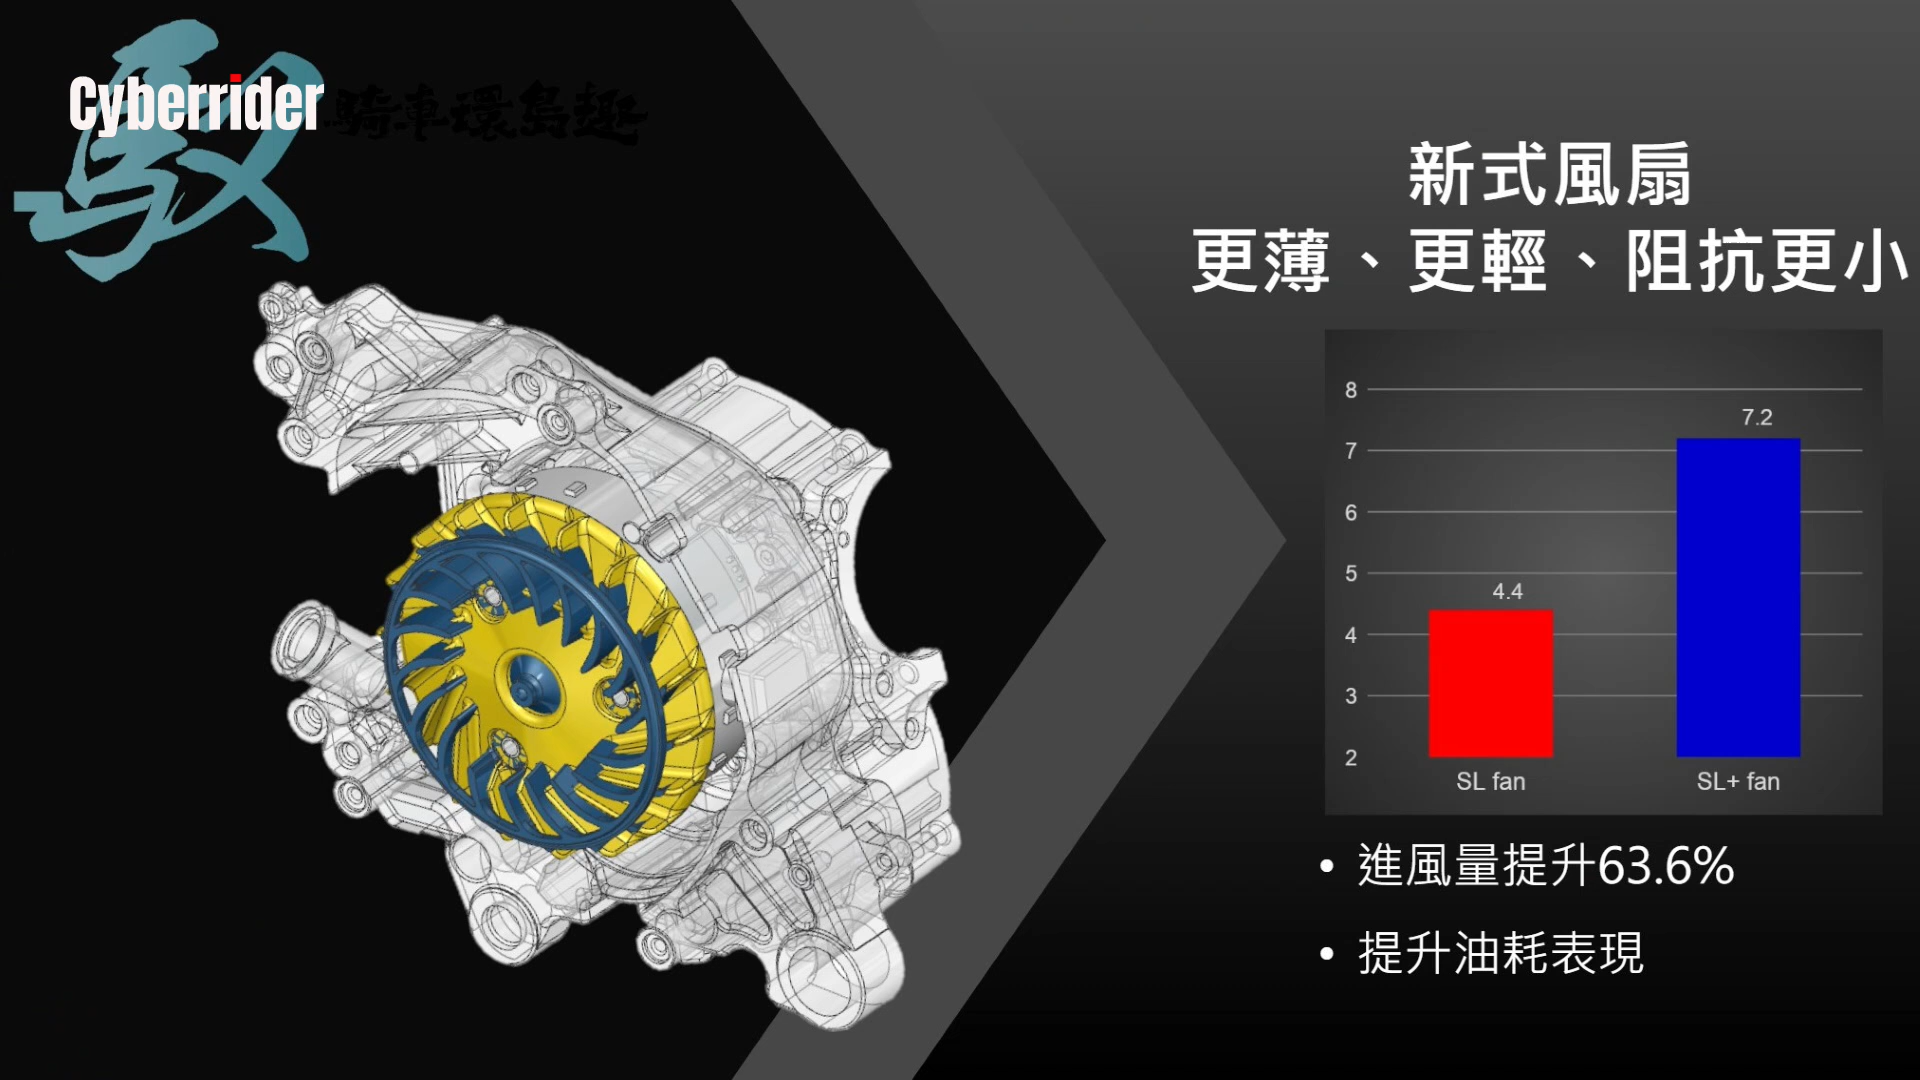 馭
Cyberrider
騎車環島趣
新式風扇
更薄、更輕、阻抗更小
8
7.2
7
6
5
4.4
4
3
2
SL fan
SL+ fan
• 進風量提升63.6%
• 提升油耗表現